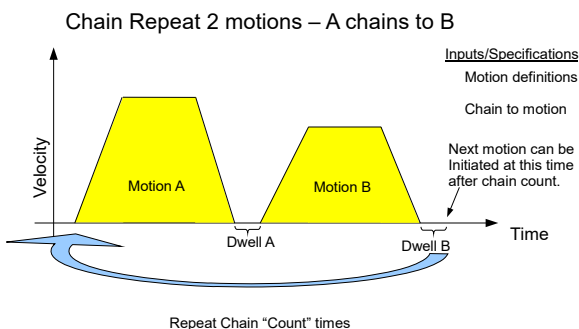 Chain Repeat 2 motions – A chains to B
Inputs/Specifications
Motion definitions
Chain to motion
Next motion can be
Initiated at this time
after chain count.
Velocity
Motion A
Motion B
Dwell A
Dwell B
Time
Repeat Chain “Count” times